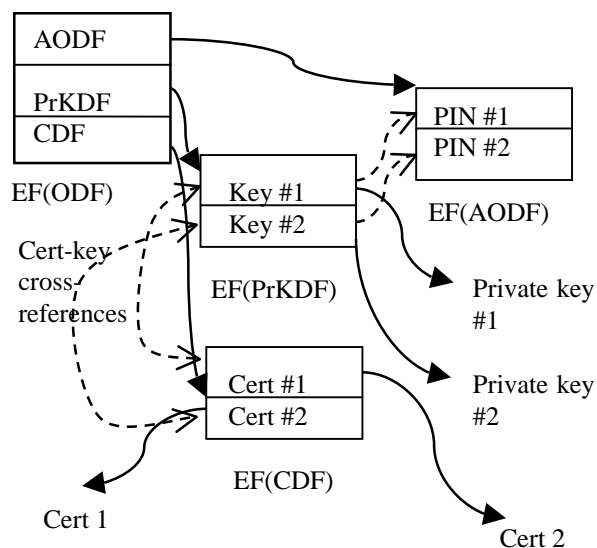 AODF
PrKDF
CDF
EF(ODF)
PIN #1
PIN #2
EF(AODF)
Key #1
Key #2
EF(PrKDF)
Cert-key
cross-
references
Private key
#1
Cert #1
Cert #2
EF(CDF)
Private key
#2
Cert 1
Cert 2